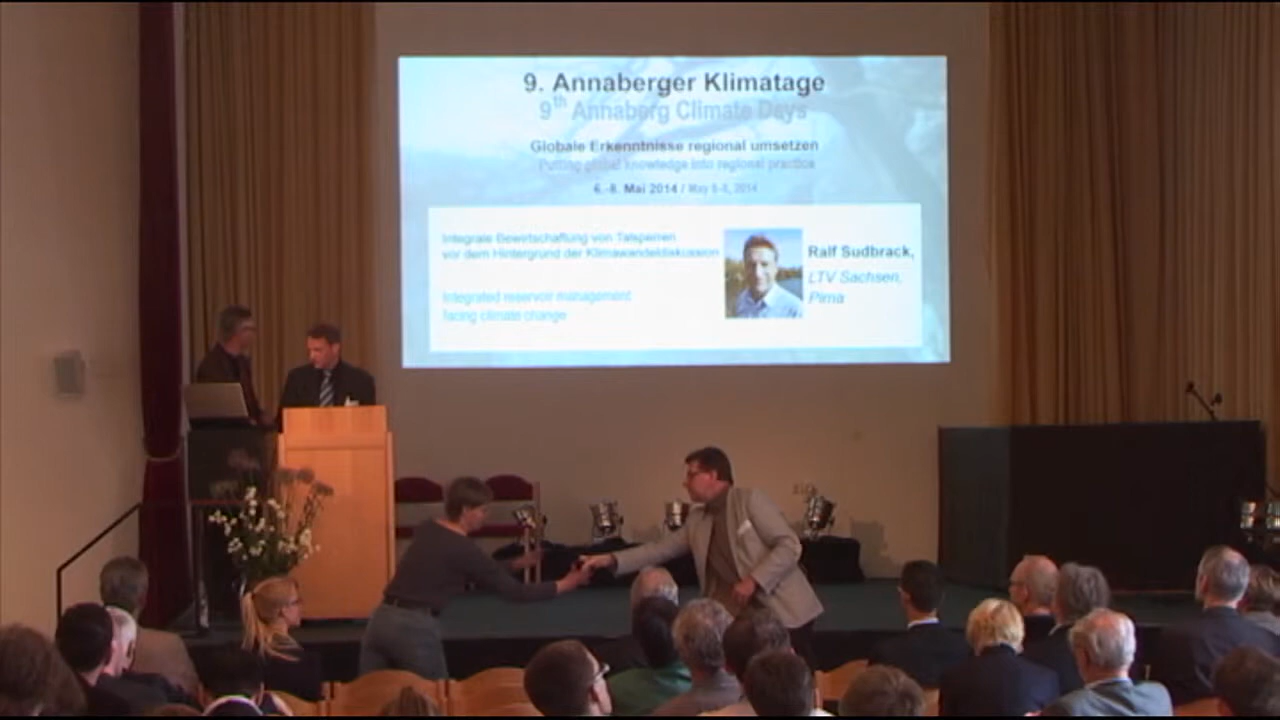 9. Annaberger Klimatage
9th Annaberg Climate Days
Globale Erkenntnisse regional umsetzen
Putting global knowledge into regional practice
6.-8. Mai 2014 / May 6-8, 2014
Integrale Bewirtschaftung von Talsperren
vor dem Hintergrund der Klimawandeldiskussion
Integrated reservoir management
facing climate change
Ralf Sudbrack,
LTV Sachsen,
Pirna